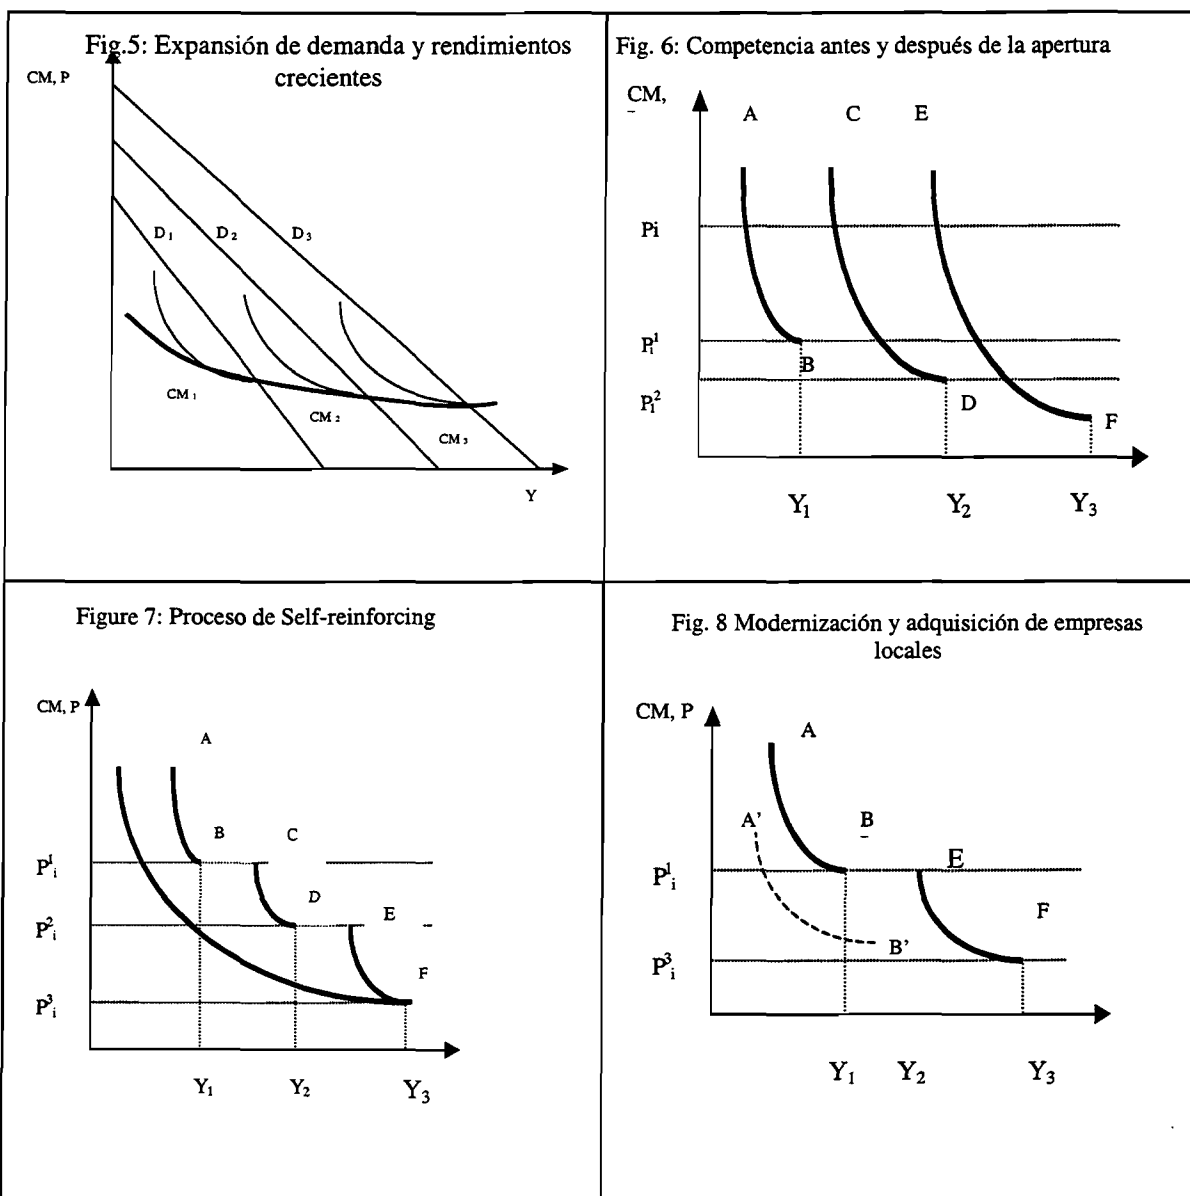 Fig.5: Expansión de demanda y rendimientos
crecientes
CM, P
D1
D2
D3
CM1
CM2
CM3
Y
Fig. 6: Competencia antes y después de la apertura
CM,
A
C
E
Pi
Pi¹
B
Pi²
D
F
Y1
Y2
Y3
Figure 7: Proceso de Self-reinforcing
CM, P
A
B
C
P¹i
D
E
P²i
F
P³i
Y1
Y2
Y3
Fig. 8 Modernización y adquisición de empresas
locales
CM, P
A
A'
B
E
P¹i
F
B'
P³i
Y1
Y2
Y3